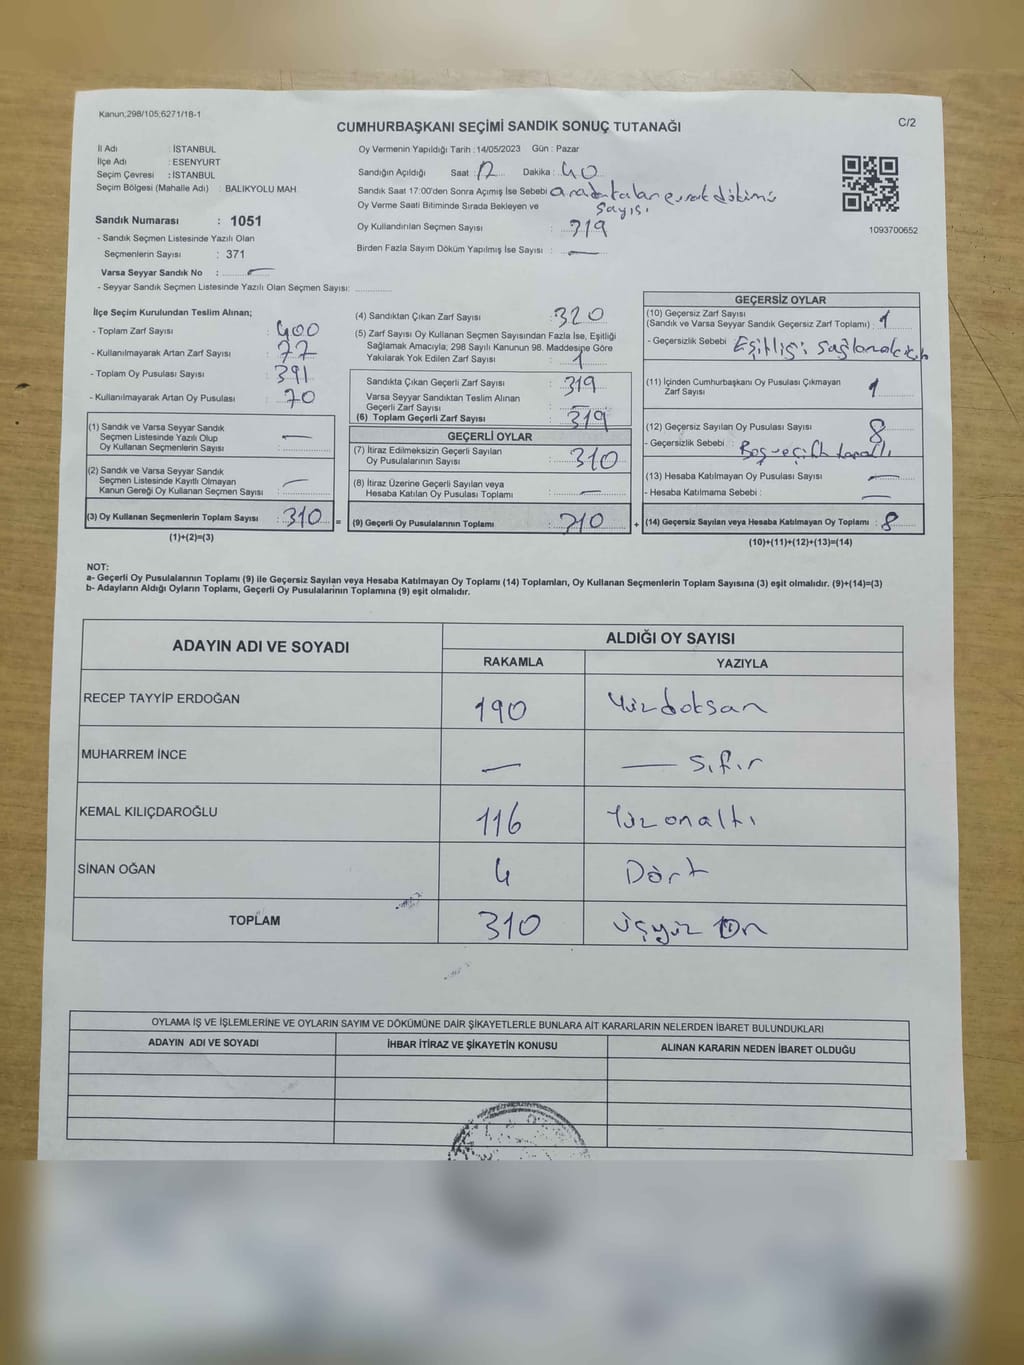 Kanun;298/105;6271/18-1
C/2
CUMHURBAŞKANI SEÇİMİ SANDIK SONUÇ TUTANAĞI
İl Adı : İSTANBUL
İlçe Adı : ESENYURT
Seçim Çevresi : İSTANBUL
Seçim Bölgesi (Mahalle Adı) : BALIKYOLU MAH.
Sandık Numarası : 1051
- Sandık Seçmen Listesinde Yazılı Olan
Seçmenlerin Sayısı : 371
Varsa Seyyar Sandık No : —
- Seyyar Sandık Seçmen Listesinde Yazılı Olan Seçmen Sayısı:
Oy Vermenin Yapıldığı Tarih : 14/05/2023 Gün : Pazar
Sandığın Açıldığı Saat : 17 Dakika : 40
Sandık Saat 17:00'den Sonra Açılmış İse Sebebi
Oy Verme Saati Bitiminde Sırada Bekleyen ve sayısı
Oy Kullandırılan Seçmen Sayısı : 319
Birden Fazla Sayım Döküm Yapılmış İse Sayısı : —
1093700652
İlçe Seçim Kurulundan Teslim Alınan;
- Toplam Zarf Sayısı : 400
- Kullanılmayarak Artan Zarf Sayısı : 77
- Toplam Oy Pusulası Sayısı : 391
- Kullanılmayarak Artan Oy Pusulası : 70
(1) Sandık ve Varsa Seyyar Sandık
Seçmen Listesinde Yazılı Olup
Oy Kullanan Seçmenlerin Sayısı : —
(2) Sandık ve Varsa Seyyar Sandık
Seçmen Listesinde Kayıtlı Olmayan
Kanun Gereği Oy Kullanan Seçmen Sayısı : —
(3) Oy Kullanan Seçmenlerin Toplam Sayısı : 310 =
(1)+(2)=(3)
(4) Sandıktan Çıkan Zarf Sayısı : 320
(5) Zarf Sayısı Oy Kullanan Seçmen Sayısından Fazla İse, Eşitliği
Sağlamak Amacıyla; 298 Sayılı Kanunun 98. Maddesine Göre
Yakılarak Yok Edilen Zarf Sayısı : 1
Sandıkta Çıkan Geçerli Zarf Sayısı : 319
Varsa Seyyar Sandıktan Teslim Alınan
Geçerli Zarf Sayısı : —
(6) Toplam Geçerli Zarf Sayısı : 319
GEÇERLİ OYLAR
(7) İtiraz Edilmeksizin Geçerli Sayılan
Oy Pusulalarının Sayısı : 310
(8) İtiraz Üzerine Geçerli Sayılan veya
Hesaba Katılan Oy Pusulası Toplamı : —
(9) Geçerli Oy Pusulalarının Toplamı : 310 +
GEÇERSİZ OYLAR
(10) Geçersiz Zarf Sayısı
(Sandık ve Varsa Seyyar Sandık Geçersiz Zarf Toplamı) : 1
- Geçersizlik Sebebi : Eşitliği sağlamak için
(11) İçinden Cumhurbaşkanı Oy Pusulası Çıkmayan
Zarf Sayısı : 1
(12) Geçersiz Sayılan Oy Pusulası Sayısı : 8
- Geçersizlik Sebebi : Boş ve çift taraflı
(13) Hesaba Katılmayan Oy Pusulası Sayısı : —
- Hesaba Katılmama Sebebi : —
(14) Geçersiz Sayılan veya Hesaba Katılmayan Oy Toplamı : 8
(10)+(11)+(12)+(13)=(14)
NOT:
a- Geçerli Oy Pusulalarının Toplamı (9) ile Geçersiz Sayılan veya Hesaba Katılmayan Oy Toplamı (14) Toplamları, Oy Kullanan Seçmenlerin Toplam Sayısına (3) eşit olmalıdır. (9)+(14)=(3)
b- Adayların Aldığı Oyların Toplamı, Geçerli Oy Pusulalarının Toplamına (9) eşit olmalıdır.
ADAYIN ADI VE SOYADI ALDIĞI OY SAYISI
RAKAMLA YAZIYLA
RECEP TAYYİP ERDOĞAN 190 Yüzdoksan
MUHARREM İNCE — — sıfır
KEMAL KILIÇDAROĞLU 116 Yüzonaltı
SİNAN OĞAN 4 Dört
TOPLAM 310 üçyüz On
OYLAMA İŞ VE İŞLEMLERİNE VE OYLARIN SAYIM VE DÖKÜMÜNE DAİR ŞİKAYETLERLE BUNLARA AİT KARARLARIN NELERDEN İBARET BULUNDUKLARI
ADAYIN ADI VE SOYADI İHBAR İTİRAZ VE ŞİKAYETİN KONUSU ALINAN KARARIN NEDEN İBARET OLDUĞU